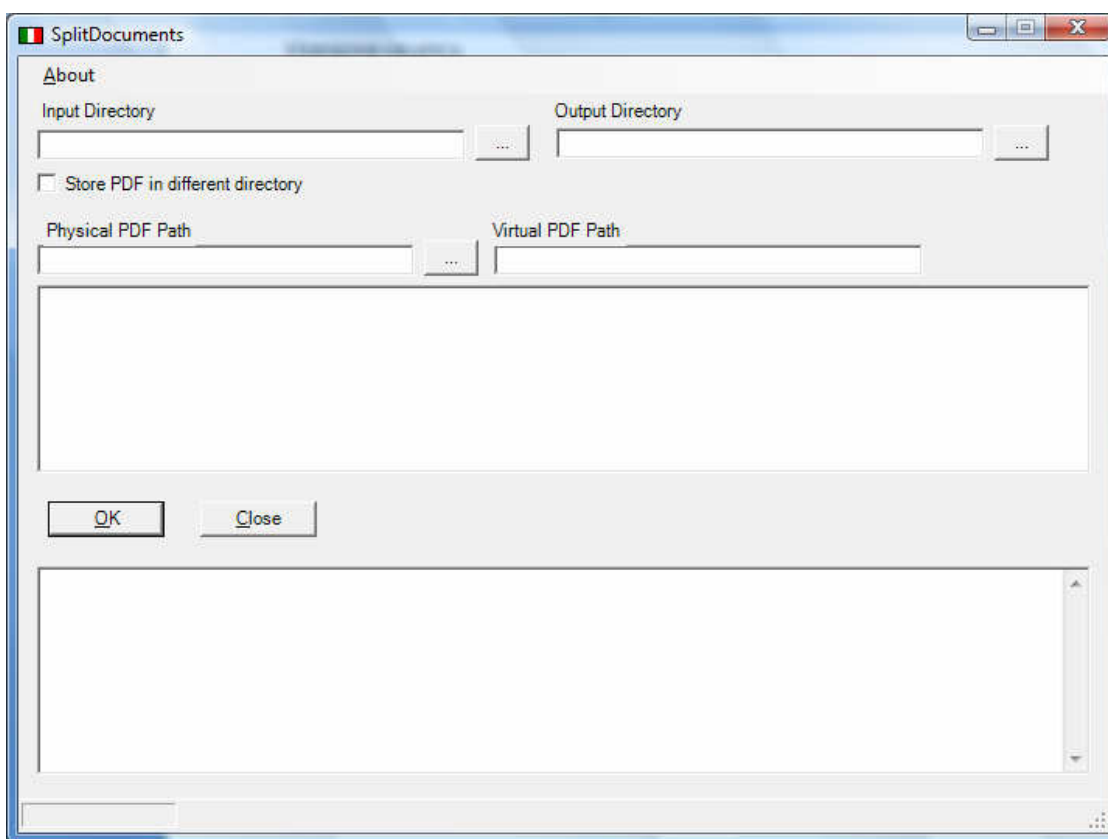 SplitDocuments
About
Input Directory Output Directory
... ...
Store PDF in different directory
Physical PDF Path Virtual PDF Path
...
OK Close